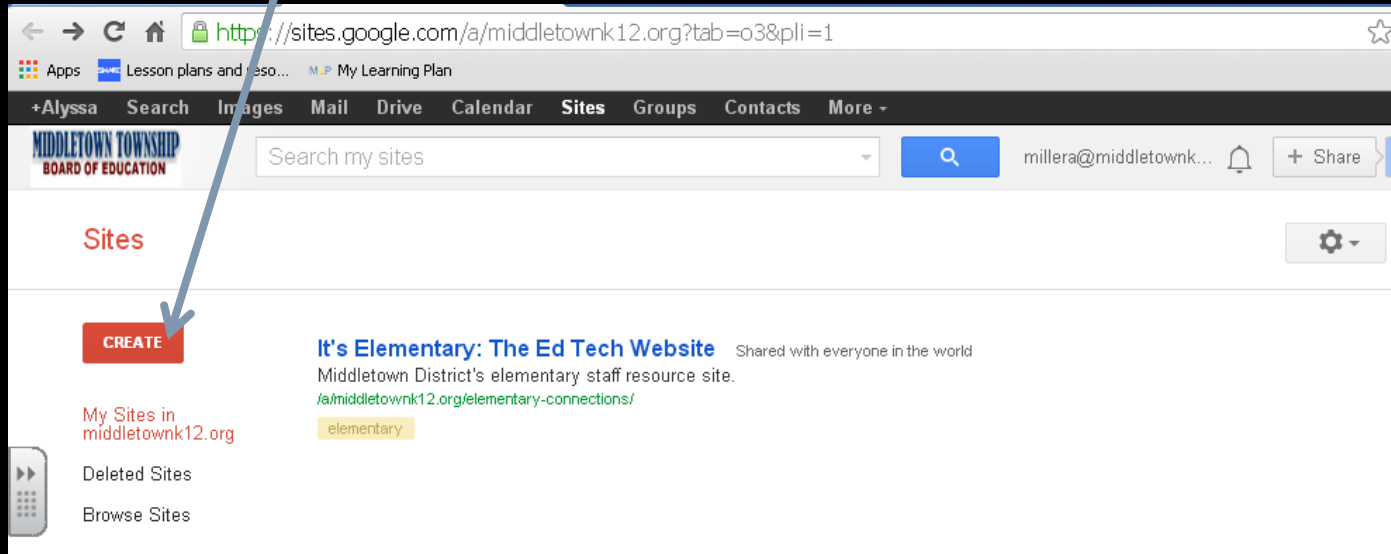 https://sites.google.com/a/middletownk12.org?tab=o3&pli=1
Apps SMART Lesson plans and reso... MLP My Learning Plan
+Alyssa Search Images Mail Drive Calendar Sites Groups Contacts More
MIDDLETOWN TOWNSHIP
BOARD OF EDUCATION
Search my sites
millera@middletownk...
+ Share
Sites
CREATE
It's Elementary: The Ed Tech Website Shared with everyone in the world
Middletown District's elementary staff resource site.
/a/middletownk12.org/elementary-connections/
elementary
My Sites in
middletownk12.org
Deleted Sites
Browse Sites